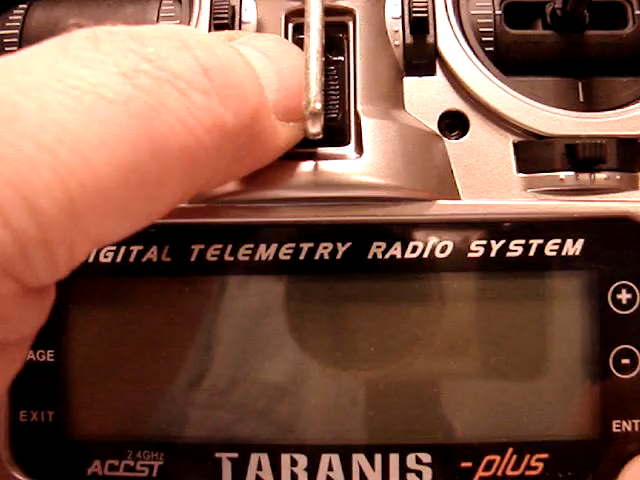 IGITAL TELEMETRY RADIO SYSTEM
+
-
AGE
EXIT
ENT
2.4GHz
ACCST
TARANIS -plus